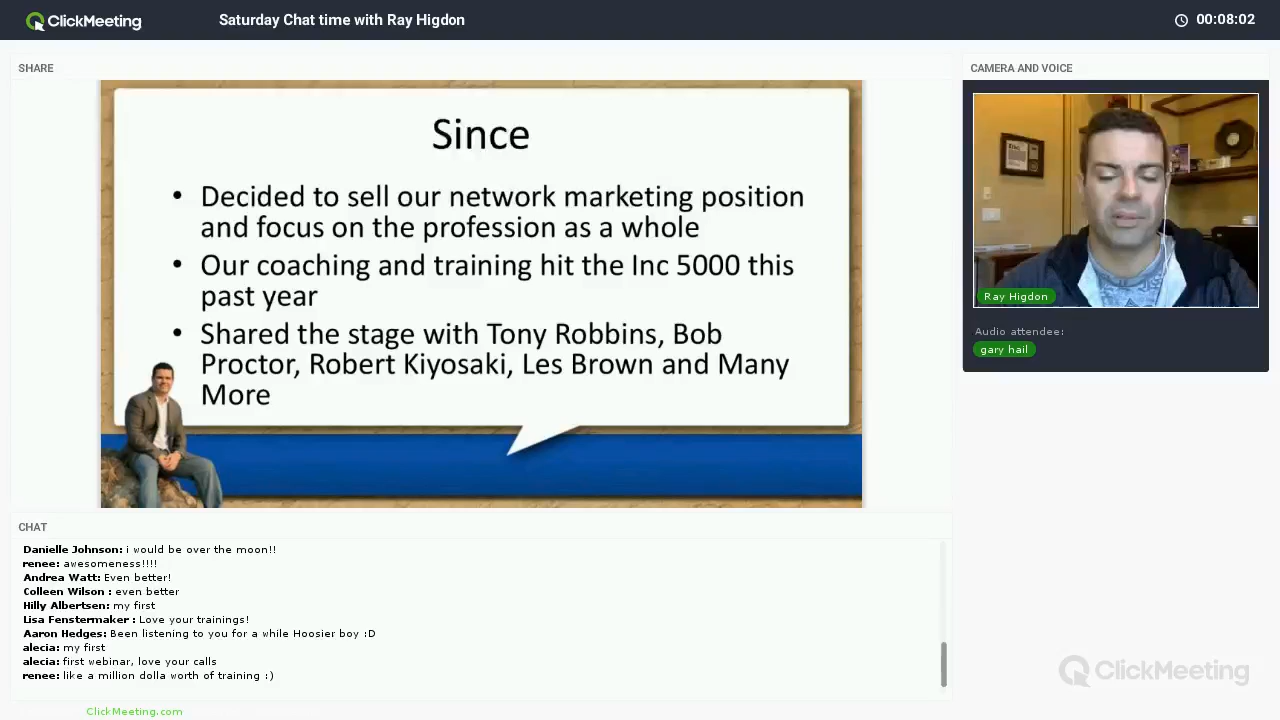 ClickMeeting
Saturday Chat time with Ray Higdon
00:08:02
SHARE
Since
• Decided to sell our network marketing position
and focus on the profession as a whole
• Our coaching and training hit the Inc 5000 this
past year
• Shared the stage with Tony Robbins, Bob
Proctor, Robert Kiyosaki, Les Brown and Many
More
CAMERA AND VOICE
Ray Higdon
Audio attendee:
gary hail
CHAT
Danielle Johnson: i would be over the moon!!
renee: awesomeness!!!!
Andrea Watt: Even better!
Colleen Wilson : even better
Hilly Albertsen: my first
Lisa Fenstermaker : Love your trainings!
Aaron Hedges: Been listening to you for a while Hoosier boy :D
alecia: my first
alecia: first webinar, love your calls
renee: like a million dolla worth of training :)
ClickMeeting.com
ClickMeeting